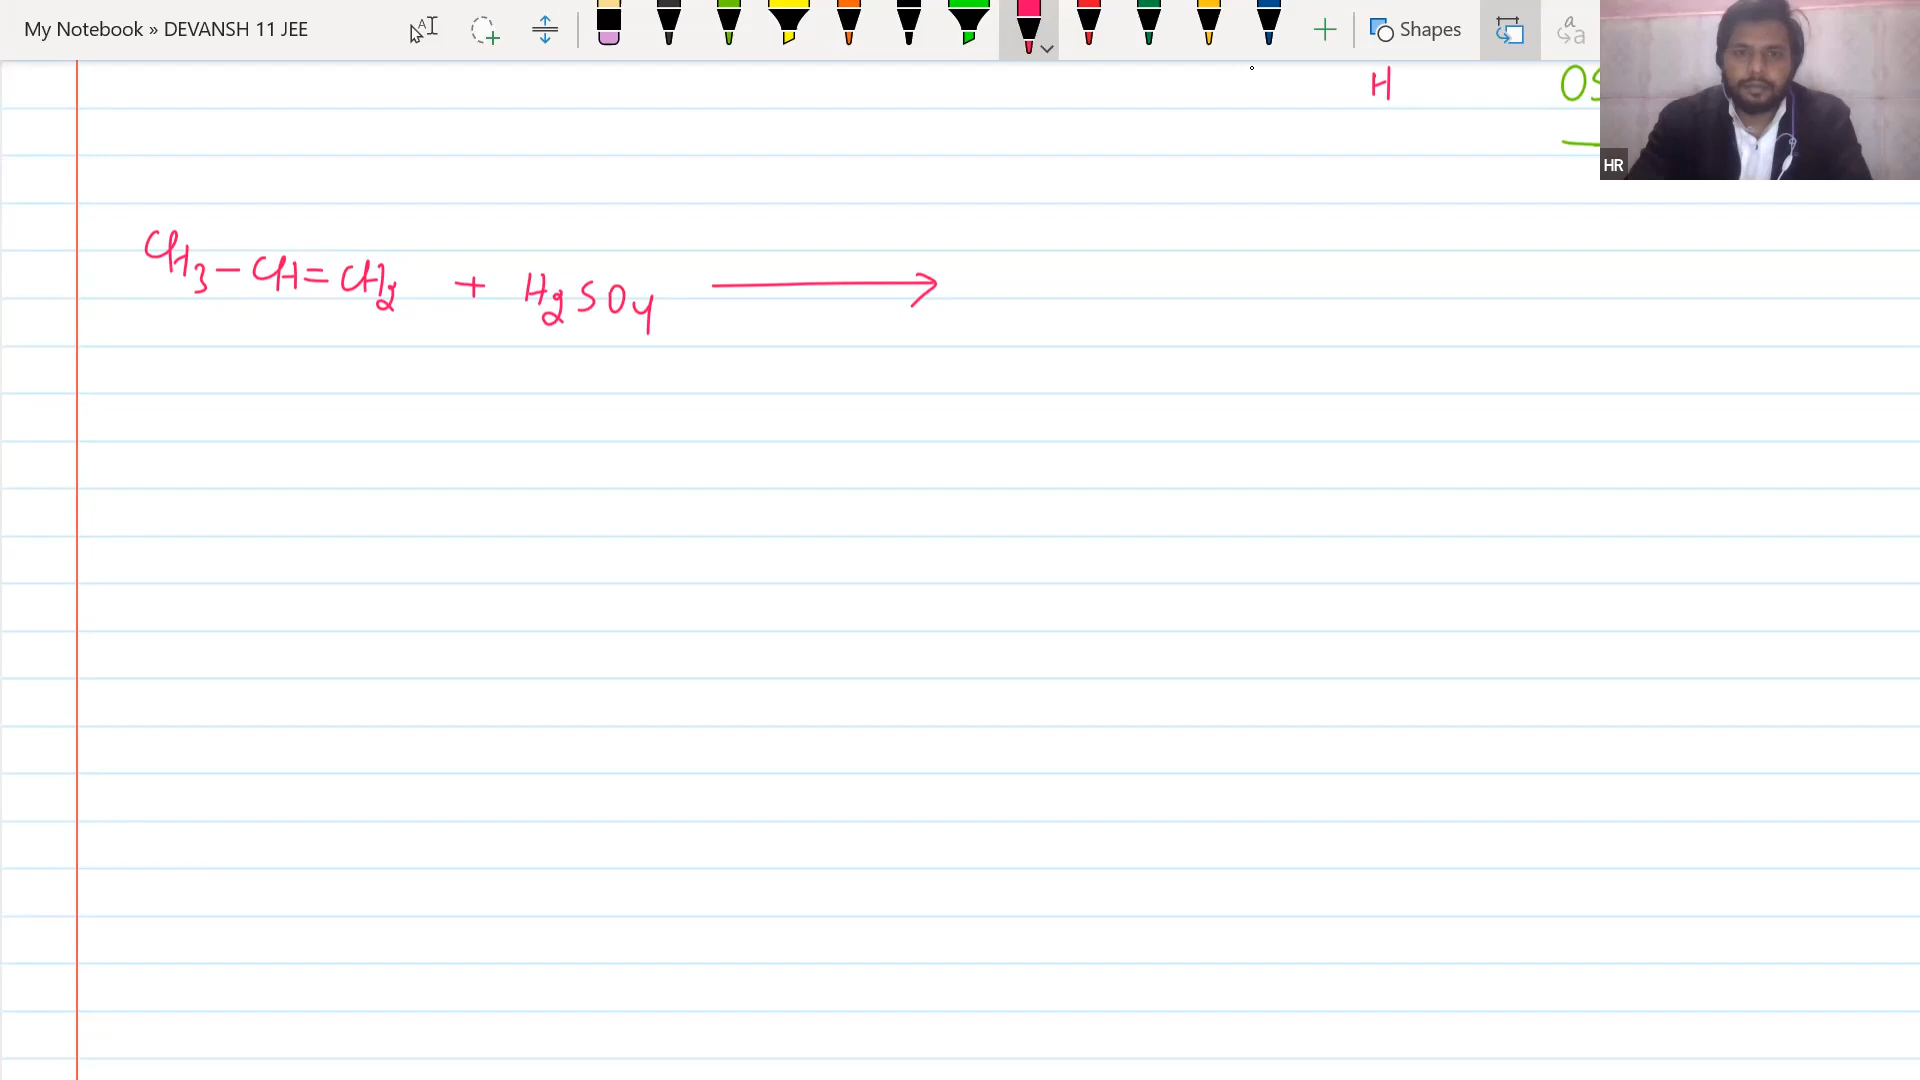 My Notebook » DEVANSH 11 JEE
Shapes
H
HR
CH₃-CH=CH₂ + H₂SO₄ ⟶